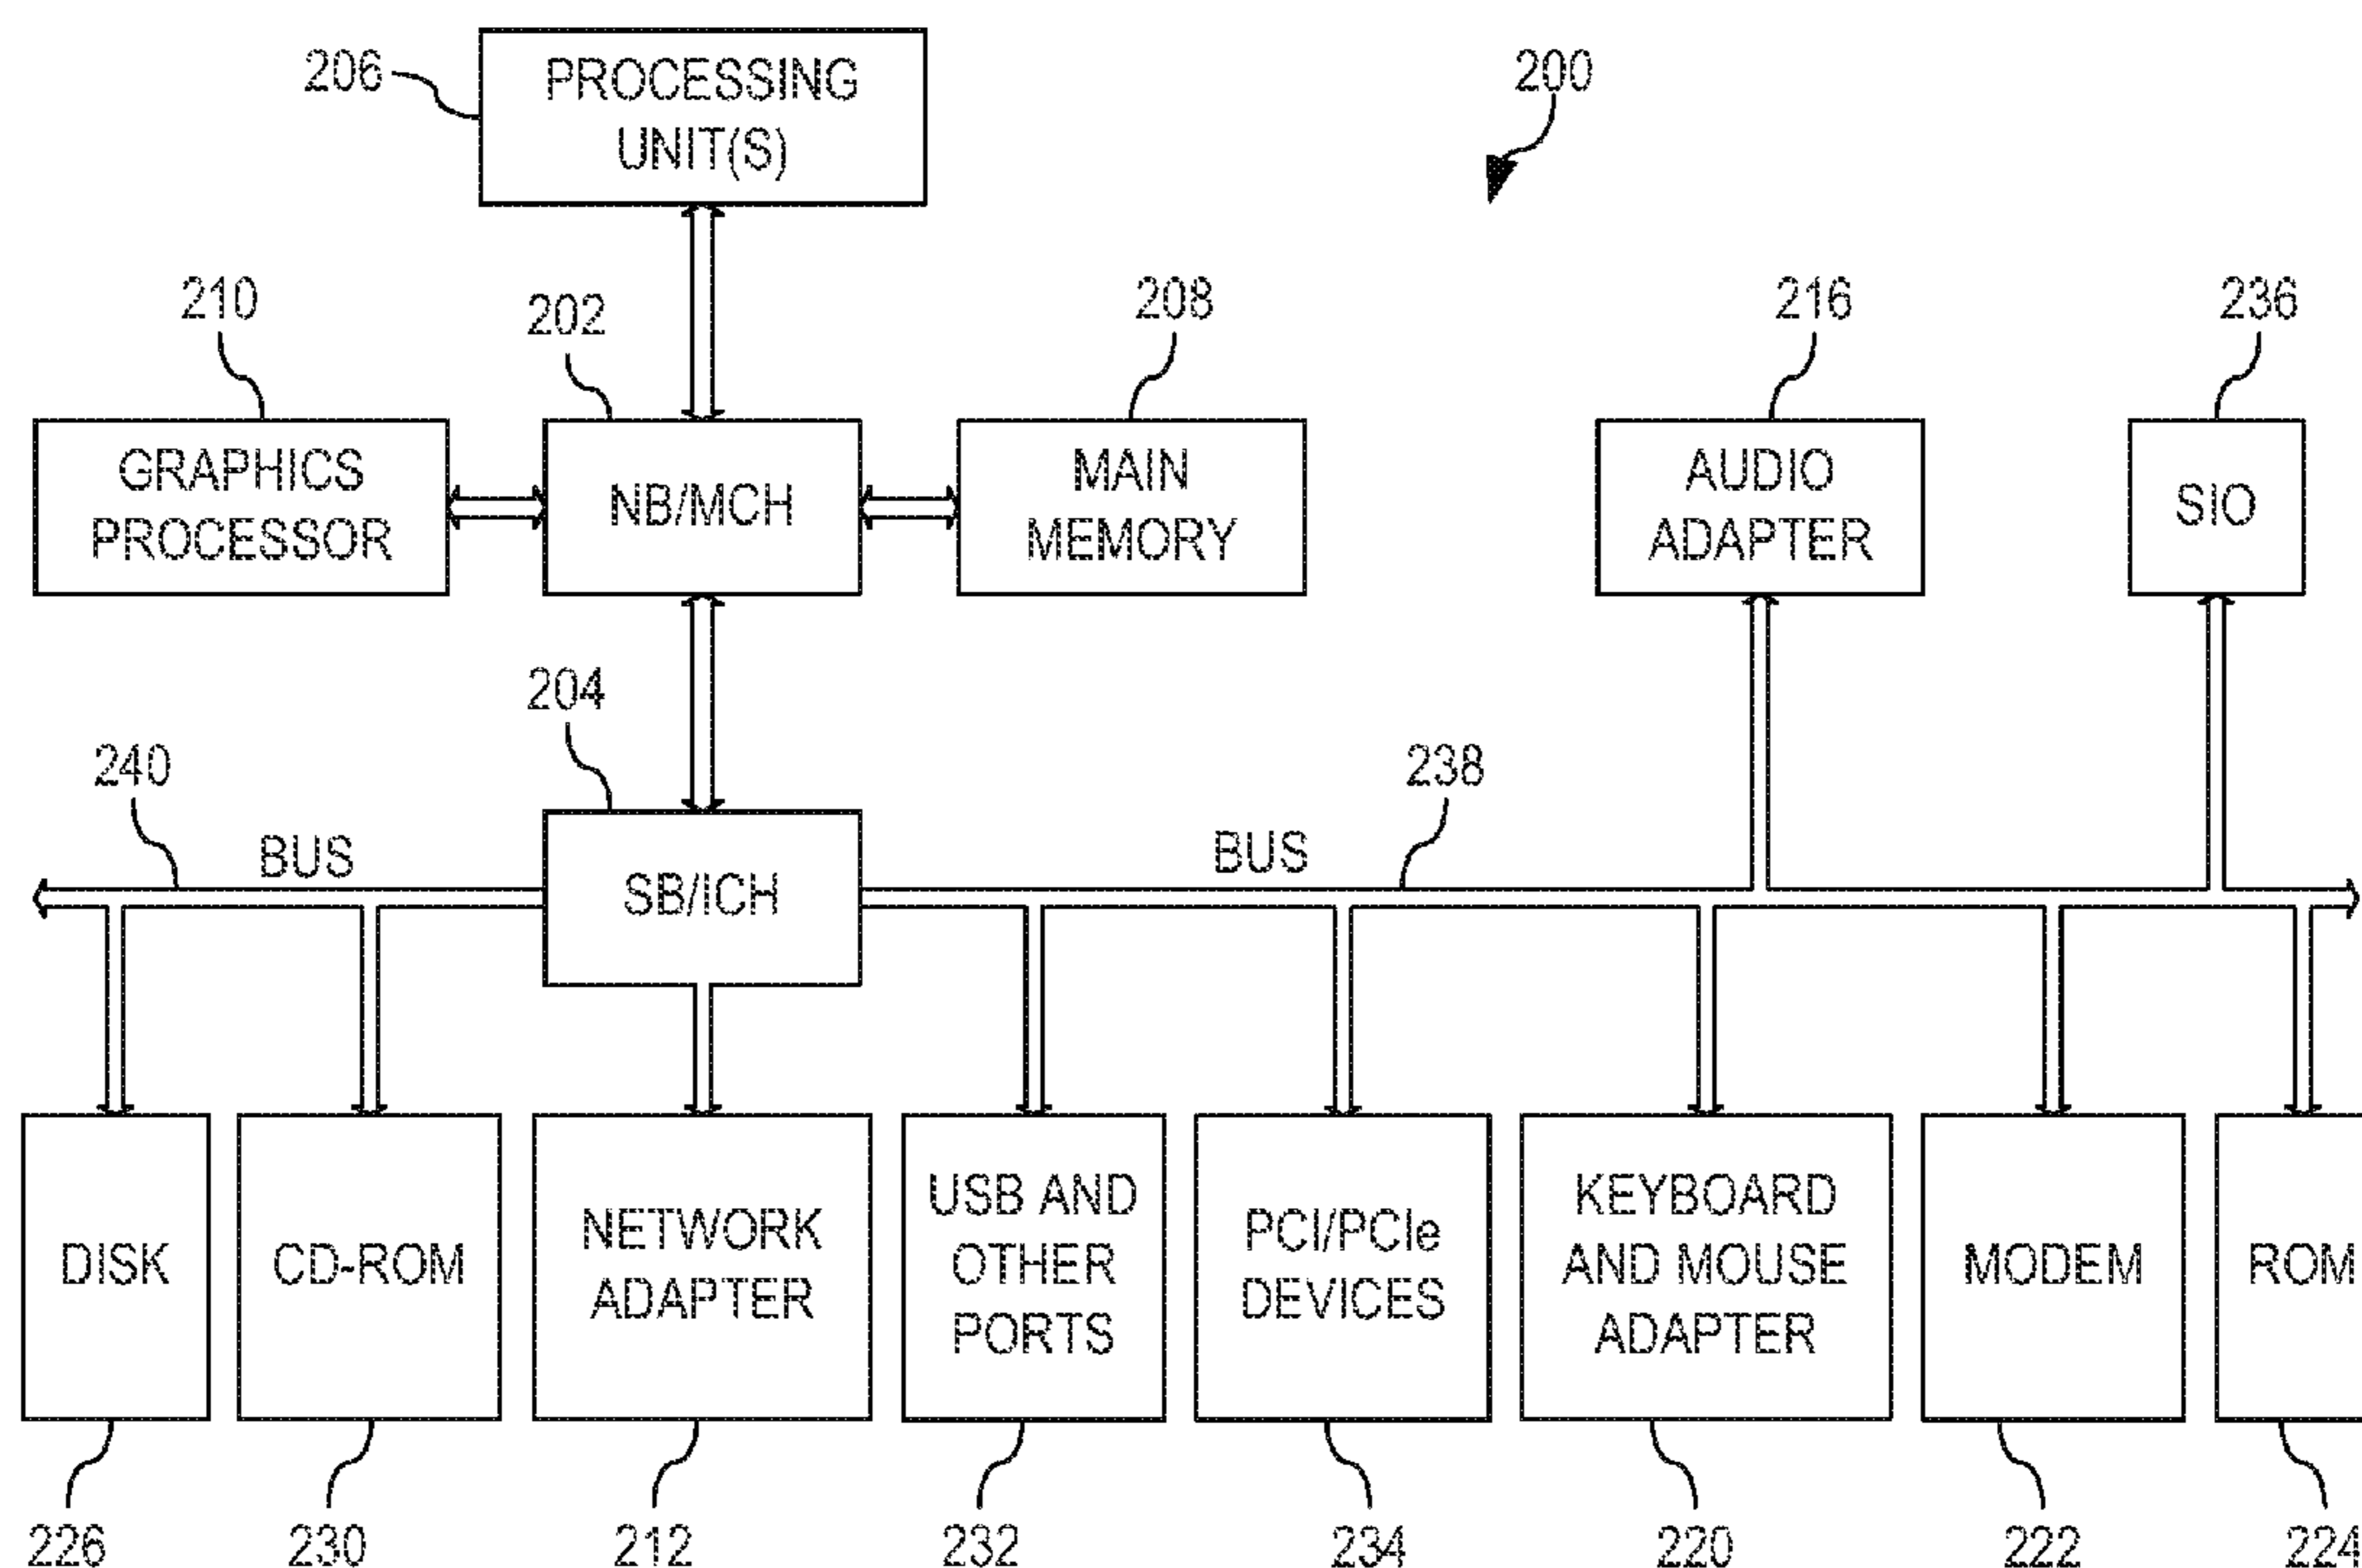 206
PROCESSING
UNIT(S)
200
210
202
208
216
236
GRAPHICS
PROCESSOR
NB/MCH
MAIN
MEMORY
AUDIO
ADAPTER
SIO
204
240
238
BUS
BUS
SB/ICH
DISK
CD-ROM
NETWORK
ADAPTER
USB AND
OTHER
PORTS
PCI/PCIe
DEVICES
KEYBOARD
AND MOUSE
ADAPTER
MODEM
ROM
226
230
212
232
234
220
222
224